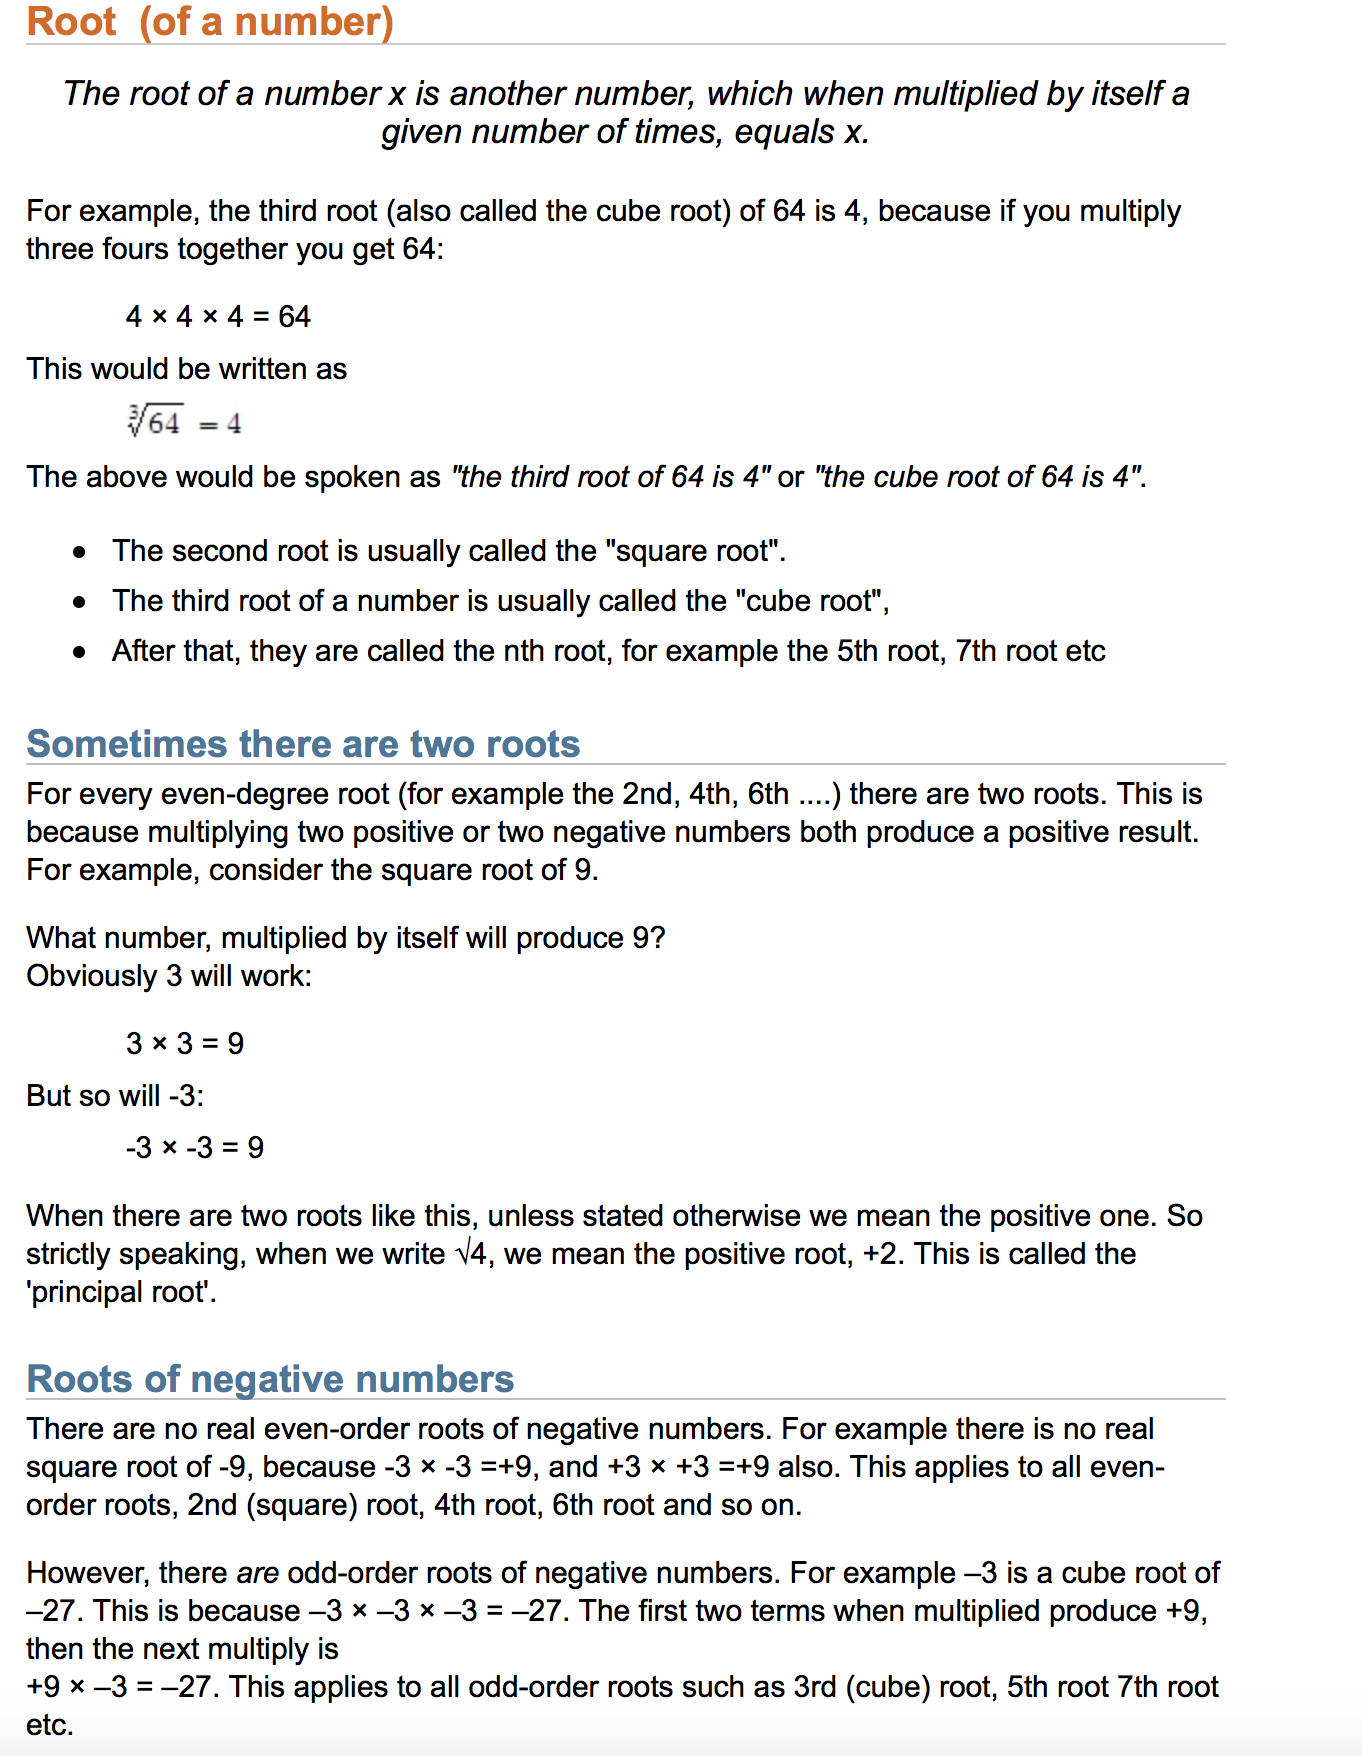 Root  (of a number)
The root of a number x is another number, which when multiplied by itself a
given number of times, equals x.
For example, the third root (also called the cube root) of 64 is 4, because if you multiply
three fours together you get 64:
4 × 4 × 4 = 64
This would be written as
∛64 = 4
The above would be spoken as "the third root of 64 is 4" or "the cube root of 64 is 4".
• The second root is usually called the "square root".
• The third root of a number is usually called the "cube root",
• After that, they are called the nth root, for example the 5th root, 7th root etc
Sometimes there are two roots
For every even-degree root (for example the 2nd, 4th, 6th ....) there are two roots. This is
because multiplying two positive or two negative numbers both produce a positive result.
For example, consider the square root of 9.
What number, multiplied by itself will produce 9?
Obviously 3 will work:
3 × 3 = 9
But so will -3:
-3 × -3 = 9
When there are two roots like this, unless stated otherwise we mean the positive one. So
strictly speaking, when we write √4, we mean the positive root, +2. This is called the
'principal root'.
Roots of negative numbers
There are no real even-order roots of negative numbers. For example there is no real
square root of -9, because -3 × -3 =+9, and +3 × +3 =+9 also. This applies to all even-
order roots, 2nd (square) root, 4th root, 6th root and so on.
However, there are odd-order roots of negative numbers. For example –3 is a cube root of
–27. This is because –3 × –3 × –3 = –27. The first two terms when multiplied produce +9,
then the next multiply is
+9 × –3 = –27. This applies to all odd-order roots such as 3rd (cube) root, 5th root 7th root
etc.